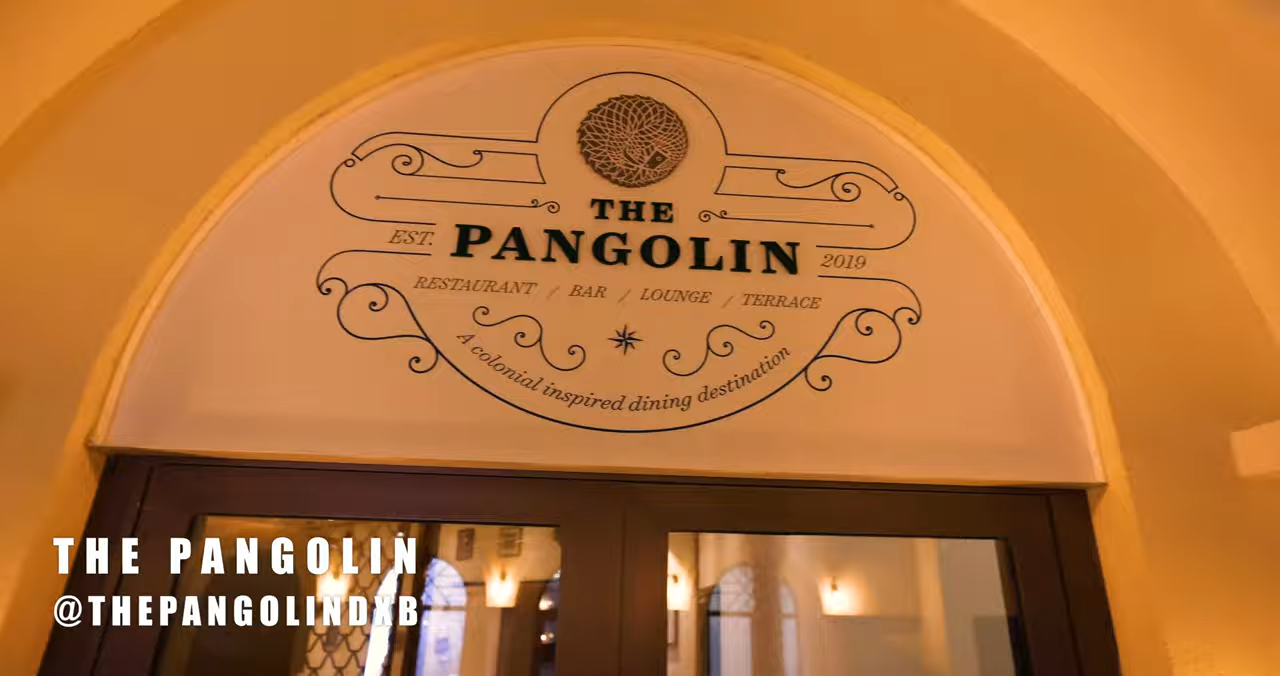 THE
EST. PANGOLIN 2019
RESTAURANT / BAR / LOUNGE / TERRACE
A colonial inspired dining destination
THE PANGOLIN
@THEPANGOLINDXB